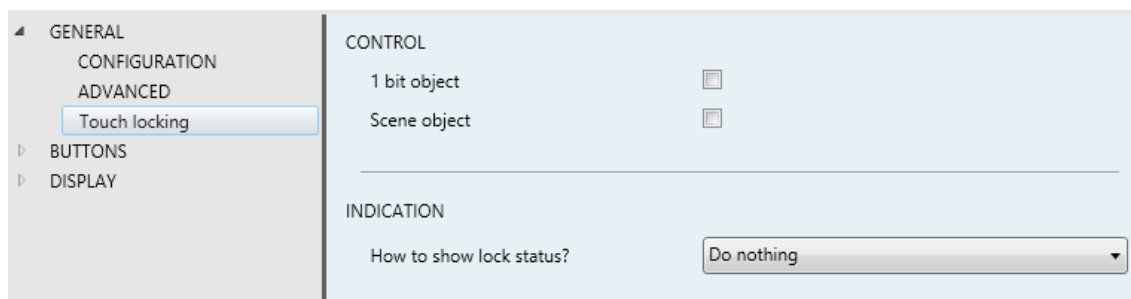 GENERAL
CONFIGURATION
ADVANCED
Touch locking
BUTTONS
DISPLAY
CONTROL
1 bit object
Scene object
INDICATION
How to show lock status? Do nothing